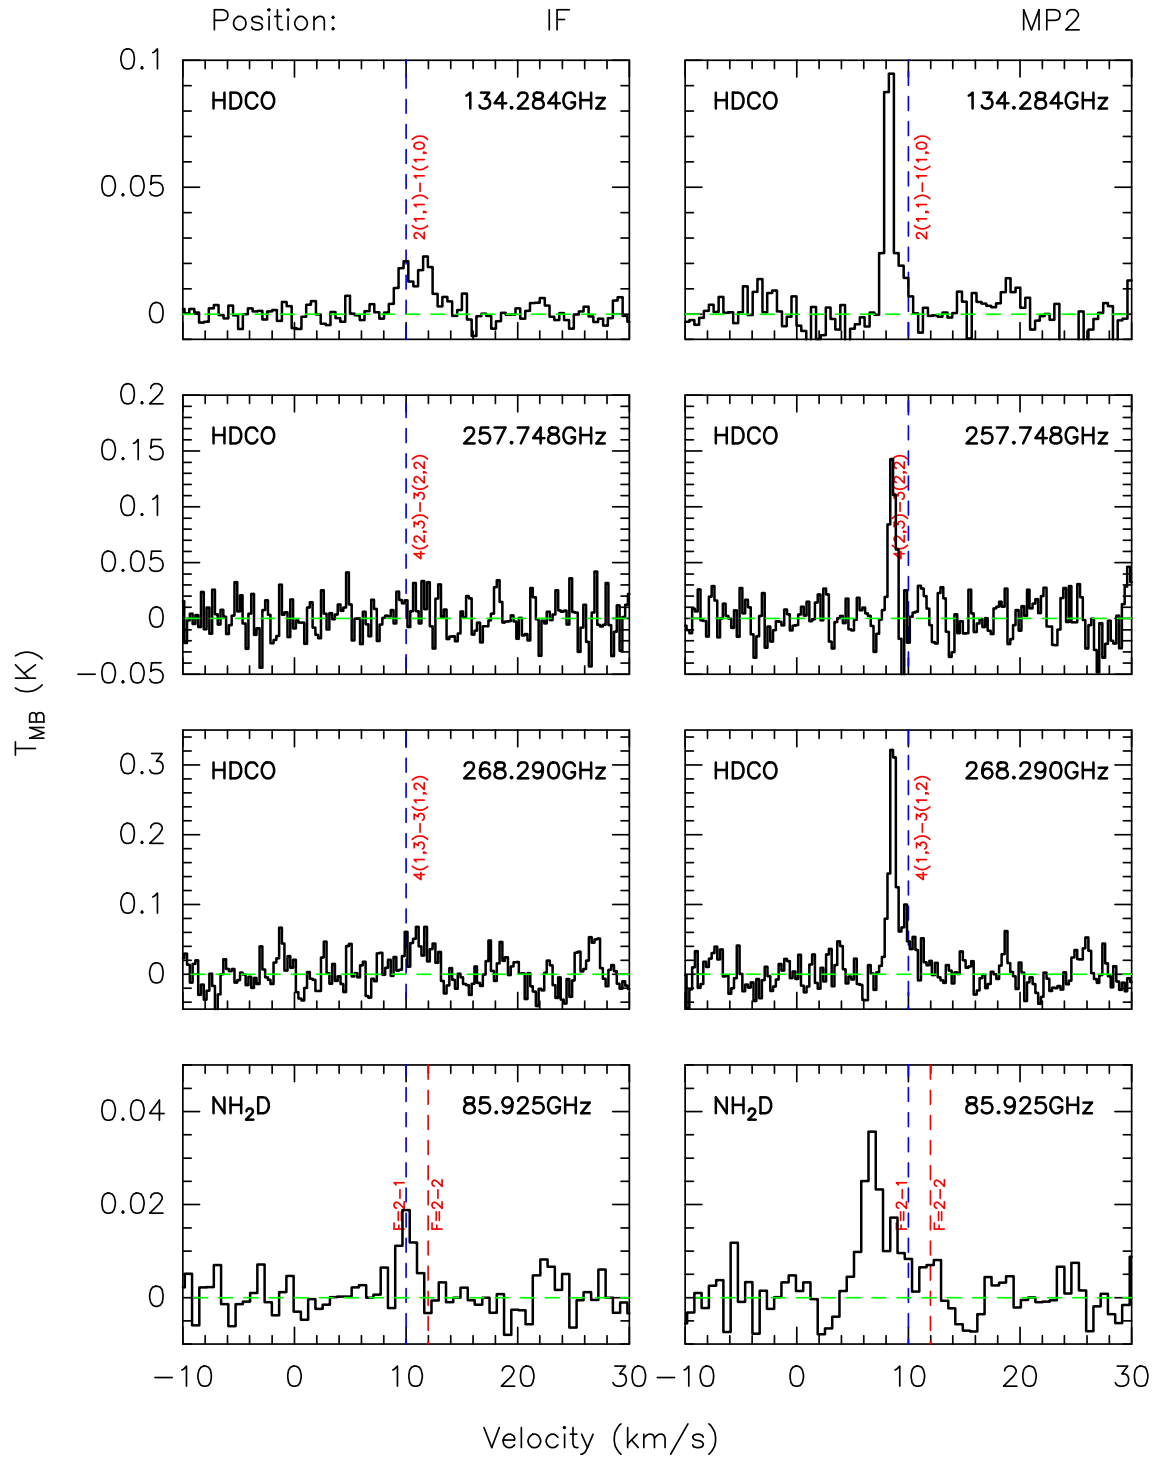 Position: IF MP2
0.1
HDCO 134.284GHz HDCO 134.284GHz
2(1,1)-1(1,0) 2(1,1)-1(1,0)
0.05
0
0.2
HDCO 257.748GHz HDCO 257.748GHz
0.15
4(2,3)-3(2,2) 4(2,3)-3(2,2)
0.1
0.05
0
-0.05
T_MB (K)
HDCO 268.290GHz HDCO 268.290GHz
0.3
4(1,3)-3(1,2) 4(1,3)-3(1,2)
0.2
0.1
0
NH₂D 85.925GHz NH₂D 85.925GHz
0.04
F=2-1 F=2-2 F=2-1 F=2-2
0.02
0
-10 0 10 20 30 -10 0 10 20 30
Velocity (km/s)